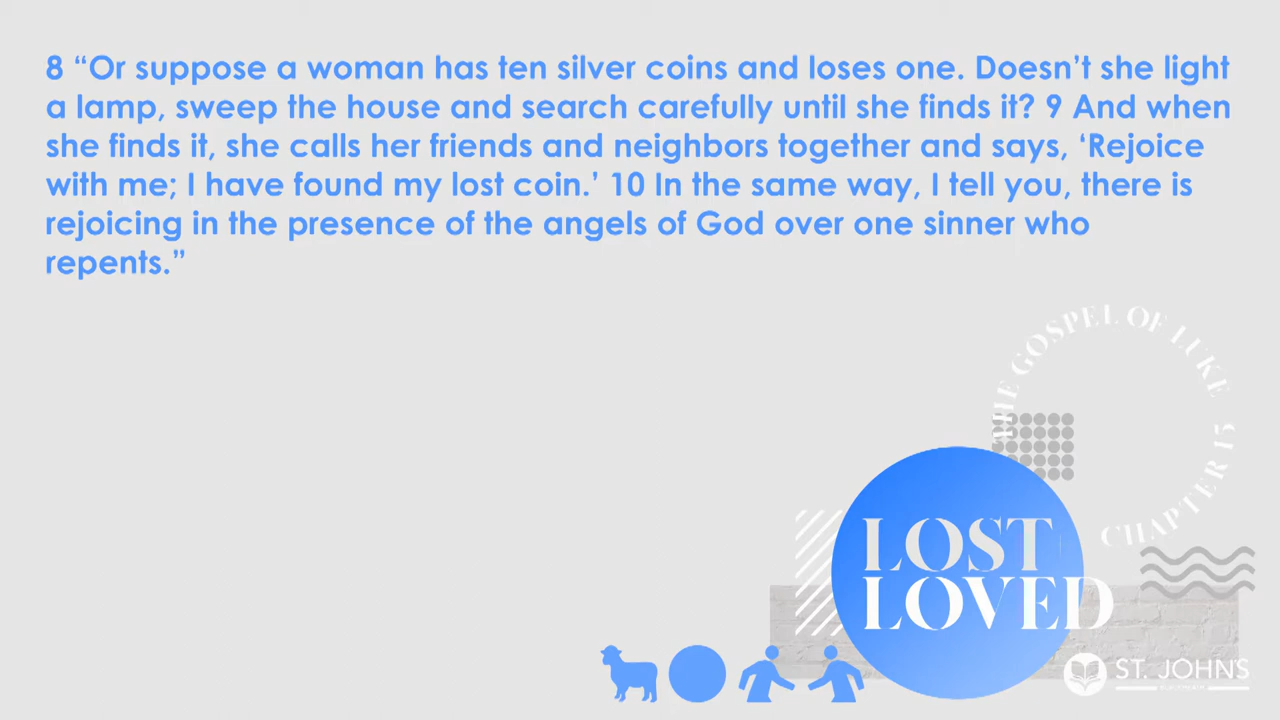 8 “Or suppose a woman has ten silver coins and loses one. Doesn’t she light
a lamp, sweep the house and search carefully until she finds it? 9 And when
she finds it, she calls her friends and neighbors together and says, ‘Rejoice
with me; I have found my lost coin.’ 10 In the same way, I tell you, there is
rejoicing in the presence of the angels of God over one sinner who
repents.”
THE GOSPEL OF LUKE
CHAPTER 15
LOST
LOVED
ST. JOHN'S